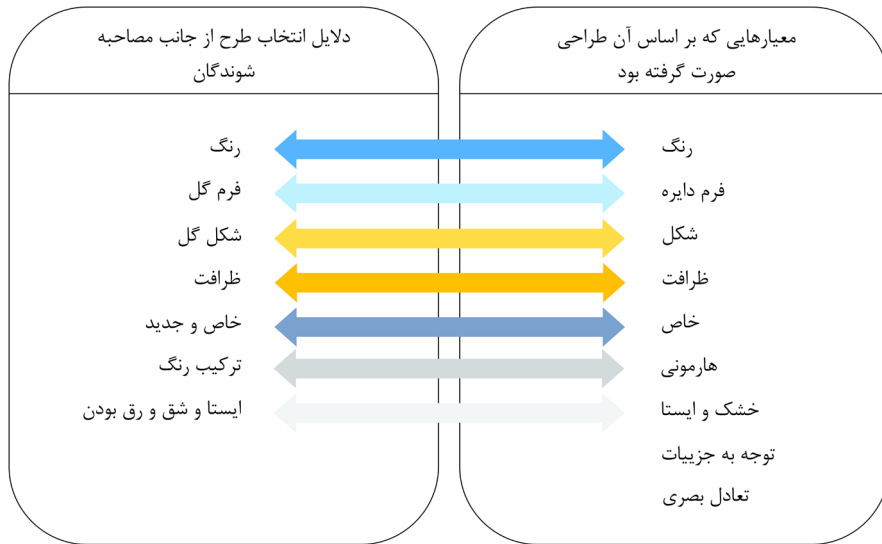 معیارهایی که بر اساس آن طراحی
صورت گرفته بود
رنگ
فرم دایره
شکل
ظرافت
خاص
هارمونی
خشک و ایستا
توجه به جزییات
تعادل بصری
دلایل انتخاب طرح از جانب مصاحبه
شوندگان
رنگ
فرم گل
شکل گل
ظرافت
خاص و جدید
ترکیب رنگ
ایستا و شق و رق بودن